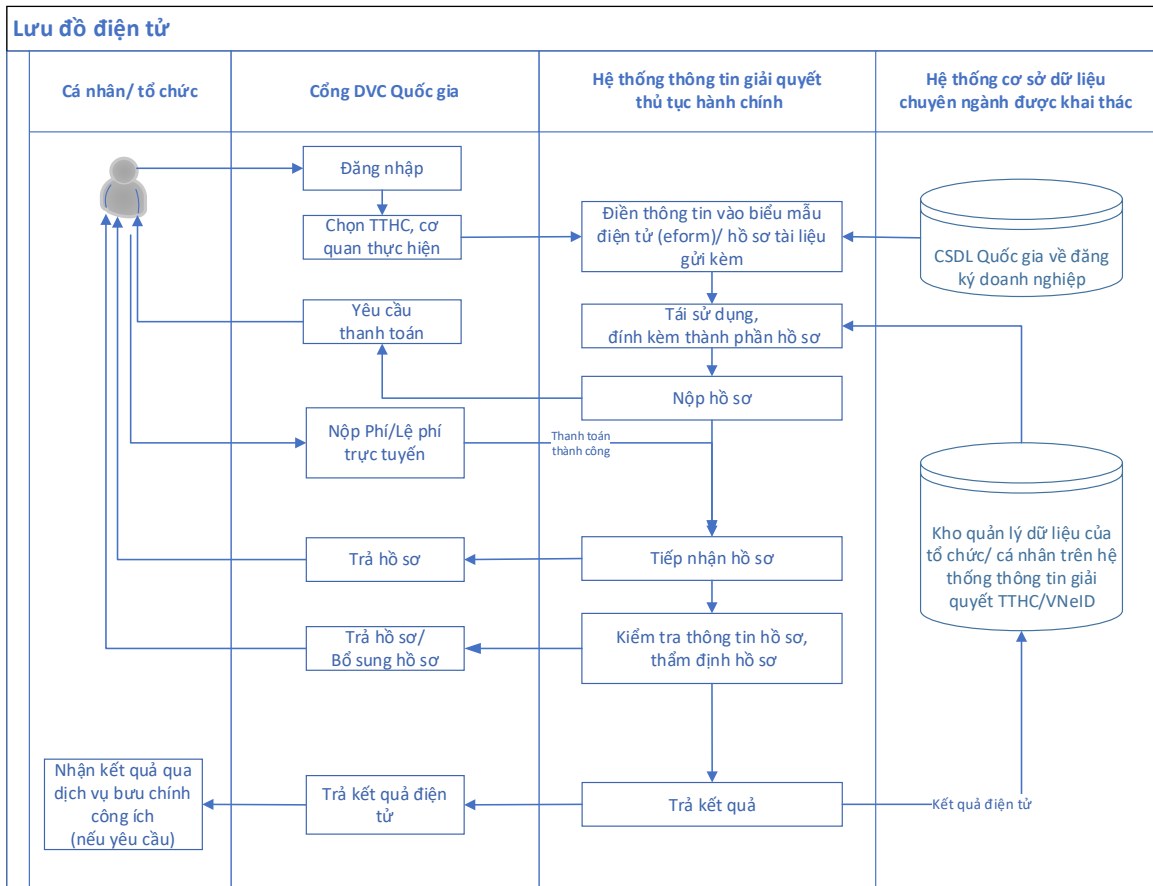 Lưu đồ điện tử
Cá nhân/ tổ chức
Cổng DVC Quốc gia
Hệ thống thông tin giải quyết
thủ tục hành chính
Hệ thống cơ sở dữ liệu
chuyên ngành được khai thác
Đăng nhập
Chọn TTHC, cơ
quan thực hiện
Điền thông tin vào biểu mẫu
điện tử (eform)/ hồ sơ tài liệu
gửi kèm
CSDL Quốc gia về đăng
ký doanh nghiệp
Yêu cầu
thanh toán
Tái sử dụng,
đính kèm thành phần hồ sơ
Nộp hồ sơ
Nộp Phí/Lệ phí
trực tuyến
Thanh toán
thành công
Kho quản lý dữ liệu của
tổ chức/ cá nhân trên hệ
thống thông tin giải
quyết TTHC/VNeID
Trả hồ sơ
Tiếp nhận hồ sơ
Trả hồ sơ/
Bổ sung hồ sơ
Kiểm tra thông tin hồ sơ,
thẩm định hồ sơ
Nhận kết quả qua
dịch vụ bưu chính
công ích
(nếu yêu cầu)
Trả kết quả điện
tử
Trả kết quả
Kết quả điện tử